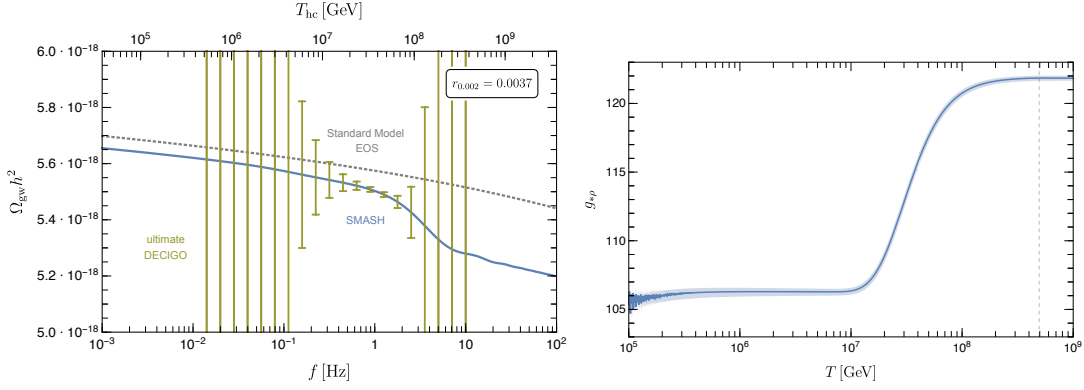 T_hc [GeV]
10^5 10^6 10^7 10^8 10^9
6.0 · 10^-18
5.8 · 10^-18
5.6 · 10^-18
5.4 · 10^-18
5.2 · 10^-18
5.0 · 10^-18
Ω_gw h^2
r_0.002 = 0.0037
Standard Model
EOS
SMASH
ultimate
DECIGO
10^-3 10^-2 10^-1 1 10 10^2
f [Hz]
120
115
110
105
g_*ρ
10^5 10^6 10^7 10^8 10^9
T [GeV]